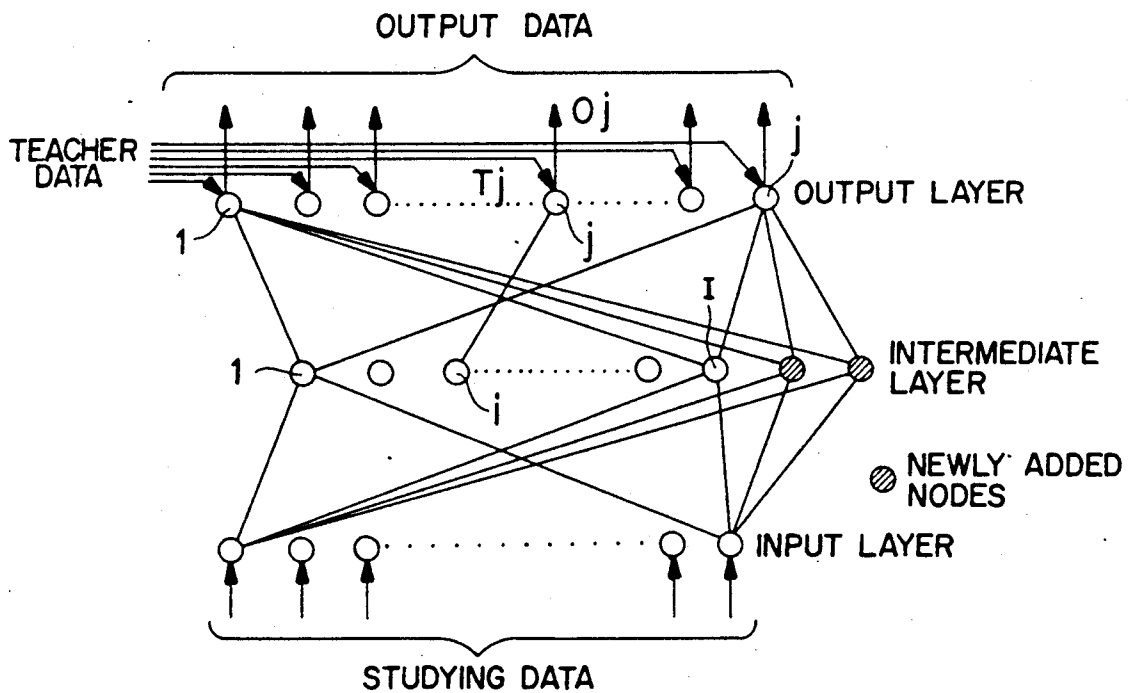 OUTPUT DATA
Oj
TEACHER
DATA
Tj
j
OUTPUT LAYER
1
j
I
1
i
INTERMEDIATE
LAYER
NEWLY ADDED
NODES
INPUT LAYER
STUDYING DATA